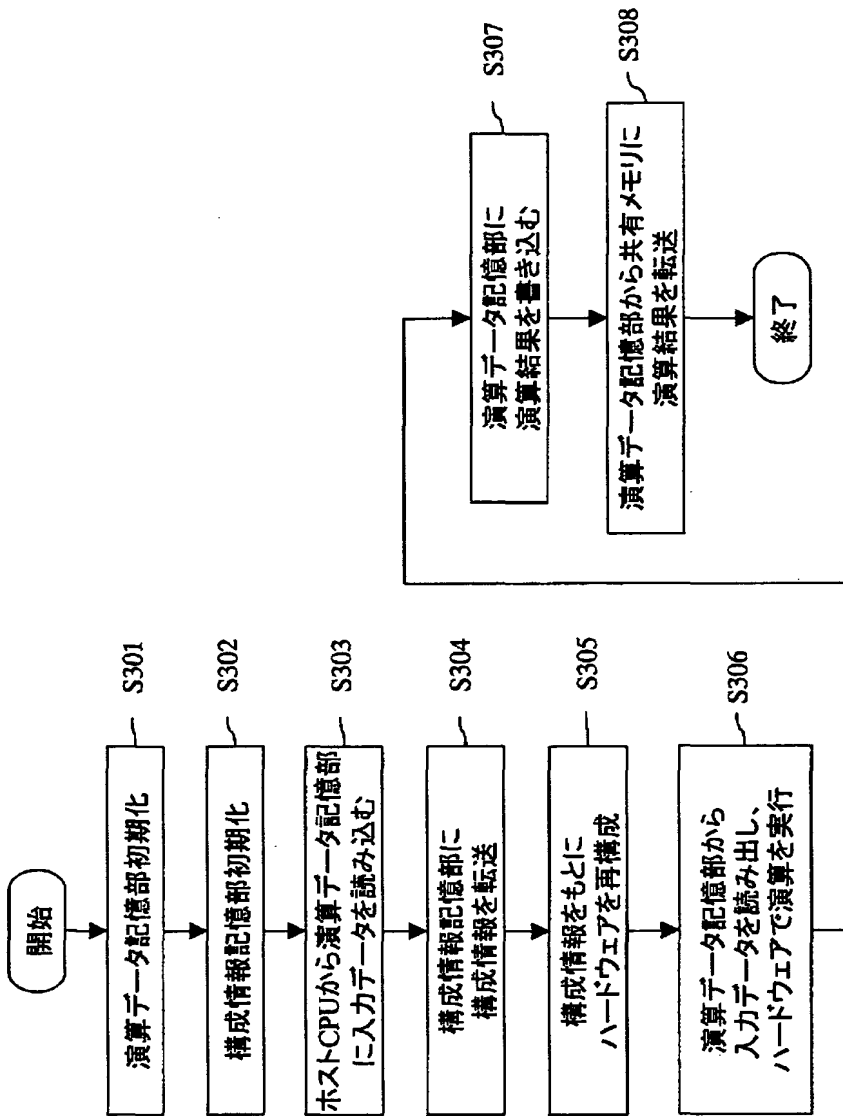 開始
演算データ記憶部初期化
S301
構成情報記憶部初期化
S302
ホストCPUから演算データ記憶部
に入力データを読み込む
S303
構成情報記憶部に
構成情報を転送
S304
構成情報をもとに
ハードウェアを再構成
S305
演算データ記憶部から
入力データを読み出し、
ハードウェアで演算を実行
S306
演算データ記憶部に
演算結果を書き込む
S307
演算データ記憶部から共有メモリに
演算結果を転送
S308
終了